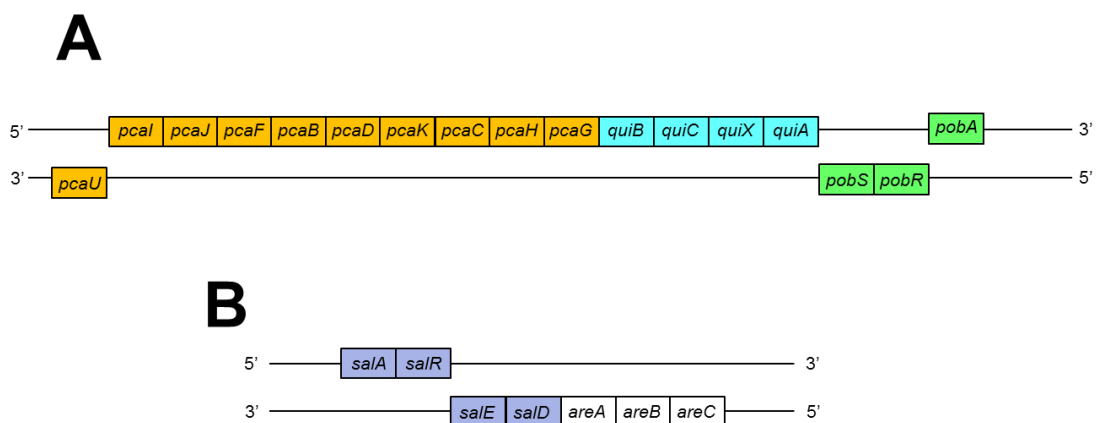 A
5’ pcaI pcaJ pcaF pcaB pcaD pcaK pcaC pcaH pcaG quiB quiC quiX quiA pobA 3’
3’ pcaU pobS pobR 5’
B
5’ salA salR 3’
3’ salE salD areA areB areC 5’